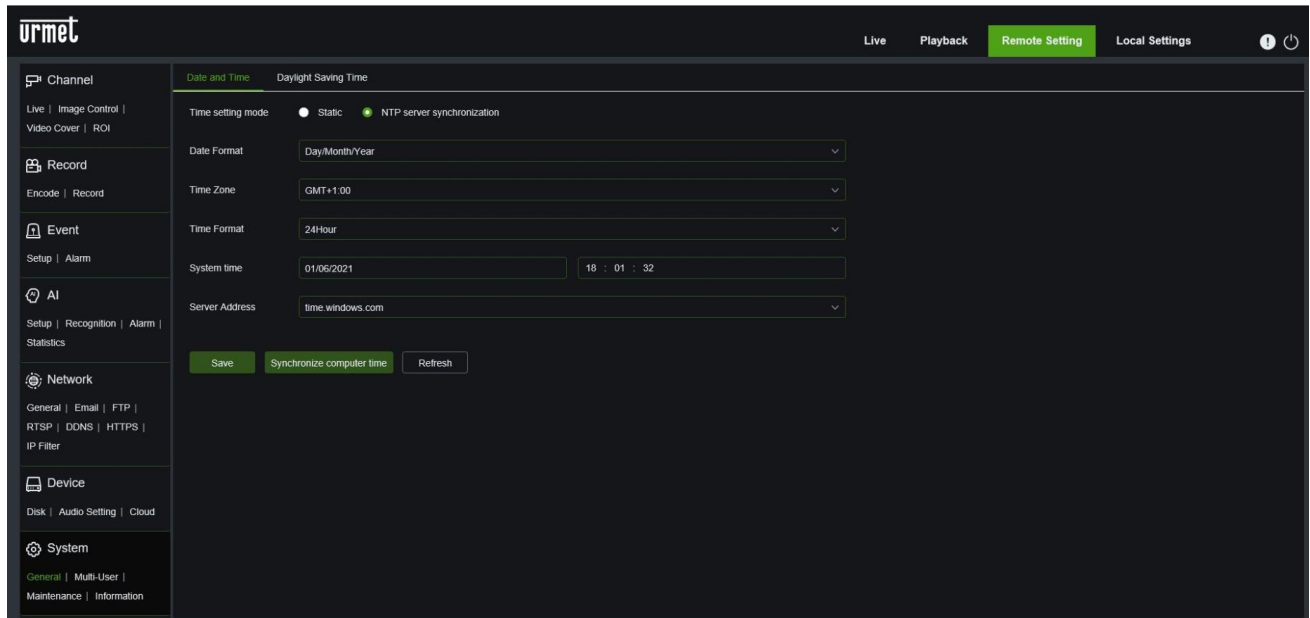 urmet
Live Playback Remote Setting Local Settings
Channel
Live | Image Control |
Video Cover | ROI
Record
Encode | Record
Event
Setup | Alarm
AI
Setup | Recognition | Alarm |
Statistics
Network
General | Email | FTP |
RTSP | DDNS | HTTPS |
IP Filter
Device
Disk | Audio Setting | Cloud
System
General | Multi-User |
Maintenance | Information
Date and Time Daylight Saving Time
Time setting mode Static NTP server synchronization
Date Format Day/Month/Year
Time Zone GMT+1:00
Time Format 24Hour
System time 01/06/2021 18 : 01 : 32
Server Address time.windows.com
Save Synchronize computer time Refresh